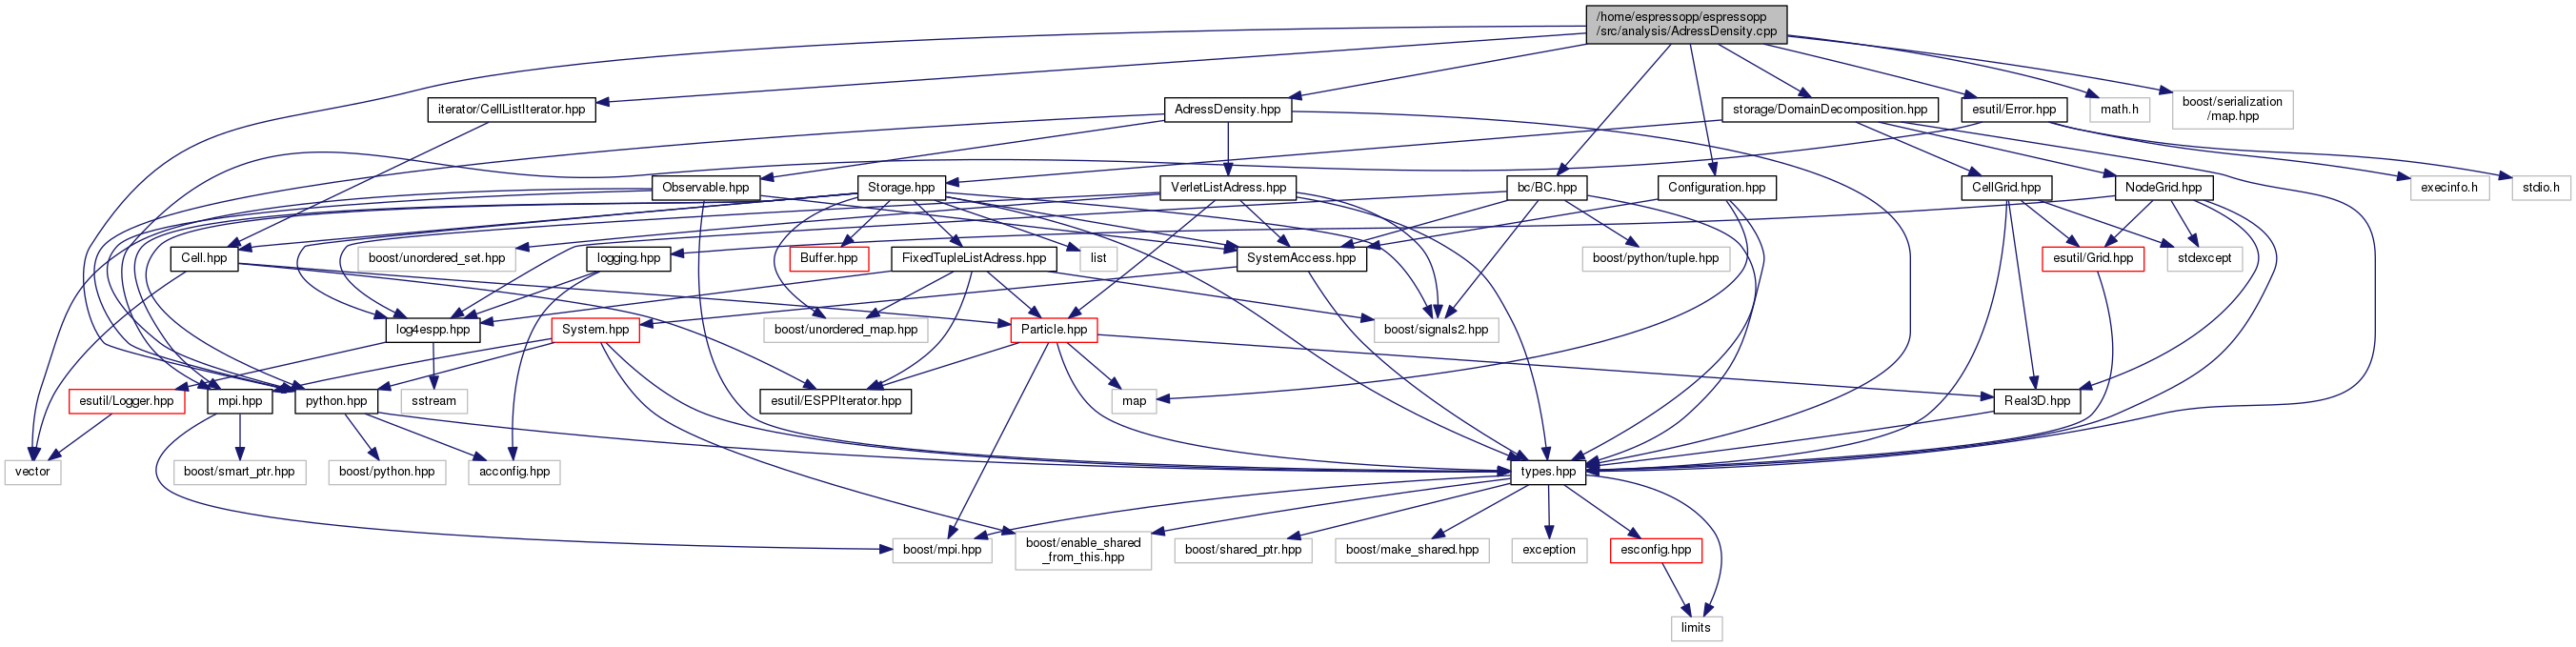 /home/espressopp/espressopp
/src/analysis/AdressDensity.cpp
iterator/CellListIterator.hpp
AdressDensity.hpp
storage/DomainDecomposition.hpp
esutil/Error.hpp
math.h
boost/serialization
/map.hpp
Observable.hpp
Storage.hpp
VerletListAdress.hpp
bc/BC.hpp
Configuration.hpp
CellGrid.hpp
NodeGrid.hpp
execinfo.h
stdio.h
Cell.hpp
boost/unordered_set.hpp
logging.hpp
Buffer.hpp
FixedTupleListAdress.hpp
list
SystemAccess.hpp
boost/python/tuple.hpp
esutil/Grid.hpp
stdexcept
log4espp.hpp
System.hpp
boost/unordered_map.hpp
Particle.hpp
boost/signals2.hpp
esutil/Logger.hpp
mpi.hpp
python.hpp
sstream
esutil/ESPPIterator.hpp
map
Real3D.hpp
vector
boost/smart_ptr.hpp
boost/python.hpp
acconfig.hpp
types.hpp
boost/mpi.hpp
boost/enable_shared
_from_this.hpp
boost/shared_ptr.hpp
boost/make_shared.hpp
exception
esconfig.hpp
limits